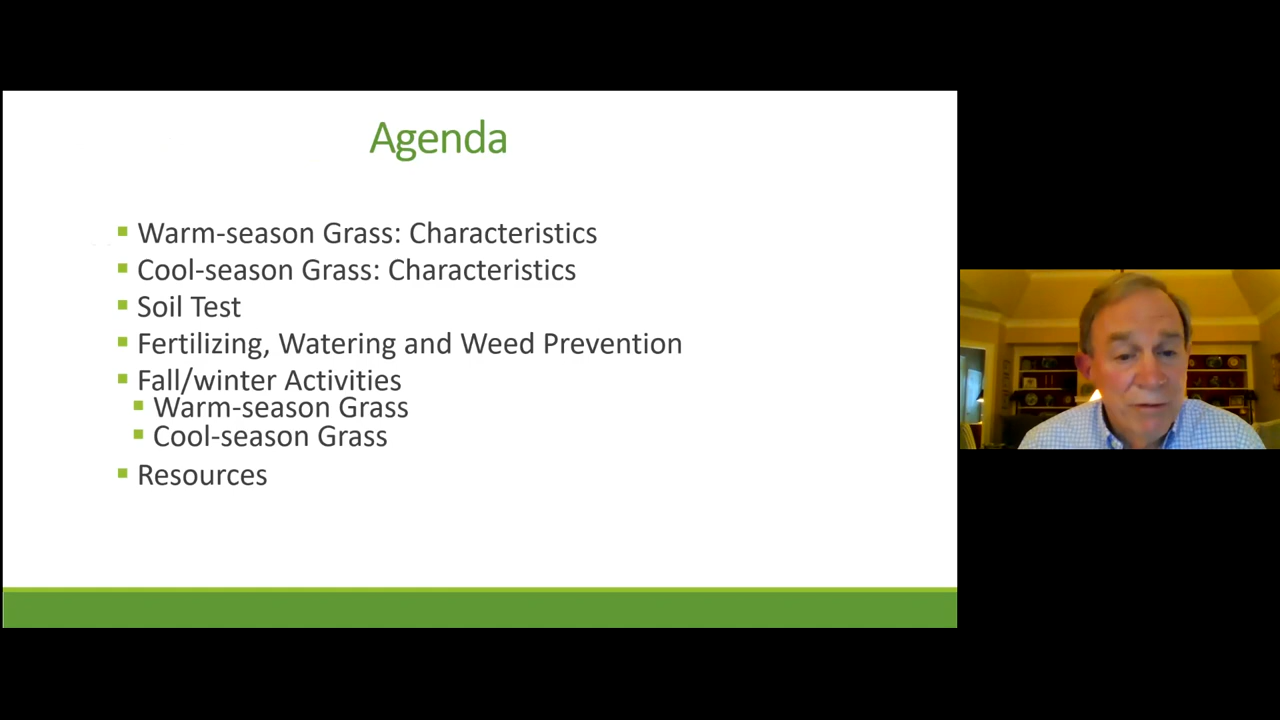 Agenda
Warm-season Grass: Characteristics
Cool-season Grass: Characteristics
Soil Test
Fertilizing, Watering and Weed Prevention
Fall/winter Activities
Warm-season Grass
Cool-season Grass
Resources